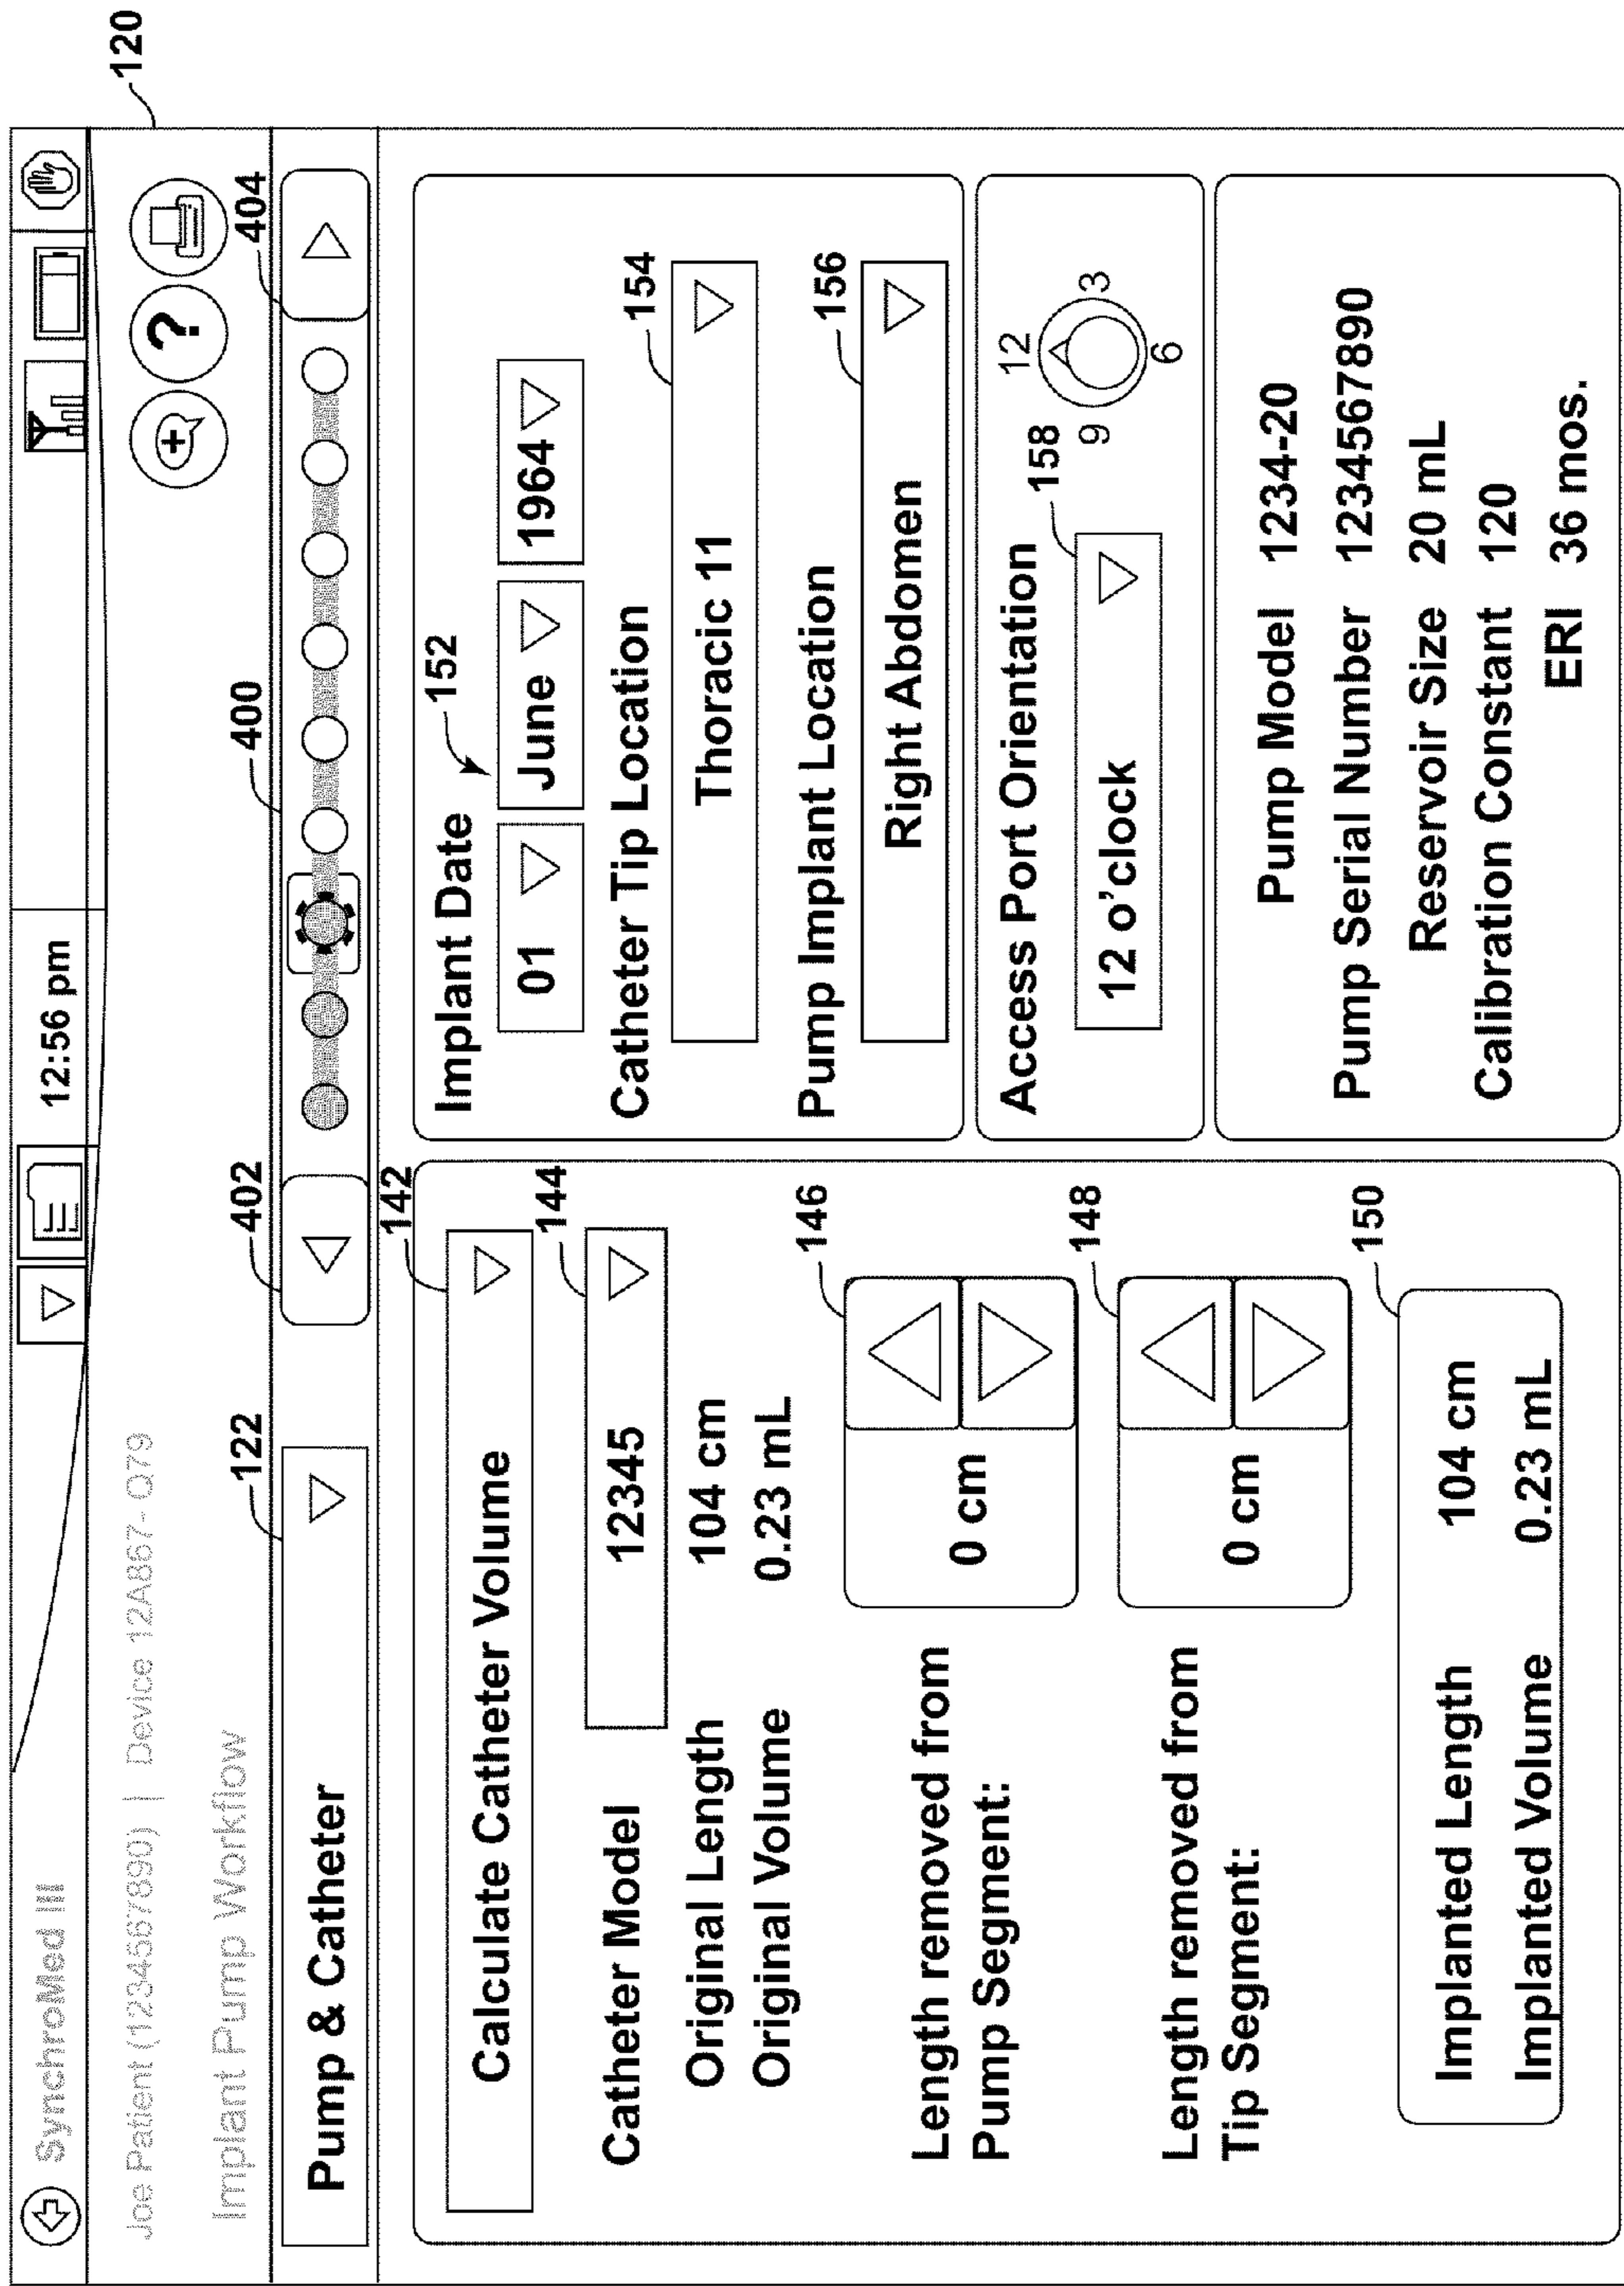 120
SynchroMed III
12:56 pm
Joe Patient (1234567890) | Device 12A867-Q79
Implant Pump Workflow
?
122
402
400
404
Pump & Catheter
142
Calculate Catheter Volume
144
Catheter Model 12345
Original Length 104 cm
Original Volume 0.23 mL
146
Length removed from
Pump Segment:
0 cm
148
Length removed from
Tip Segment:
0 cm
150
Implanted Length 104 cm
Implanted Volume 0.23 mL
Implant Date
152
01 June 1964
Catheter Tip Location
154
Thoracic 11
Pump Implant Location
156
Right Abdomen
Access Port Orientation
158
12 o'clock
12
9 3
6
Pump Model 1234-20
Pump Serial Number 1234567890
Reservoir Size 20 mL
Calibration Constant 120
ERI 36 mos.